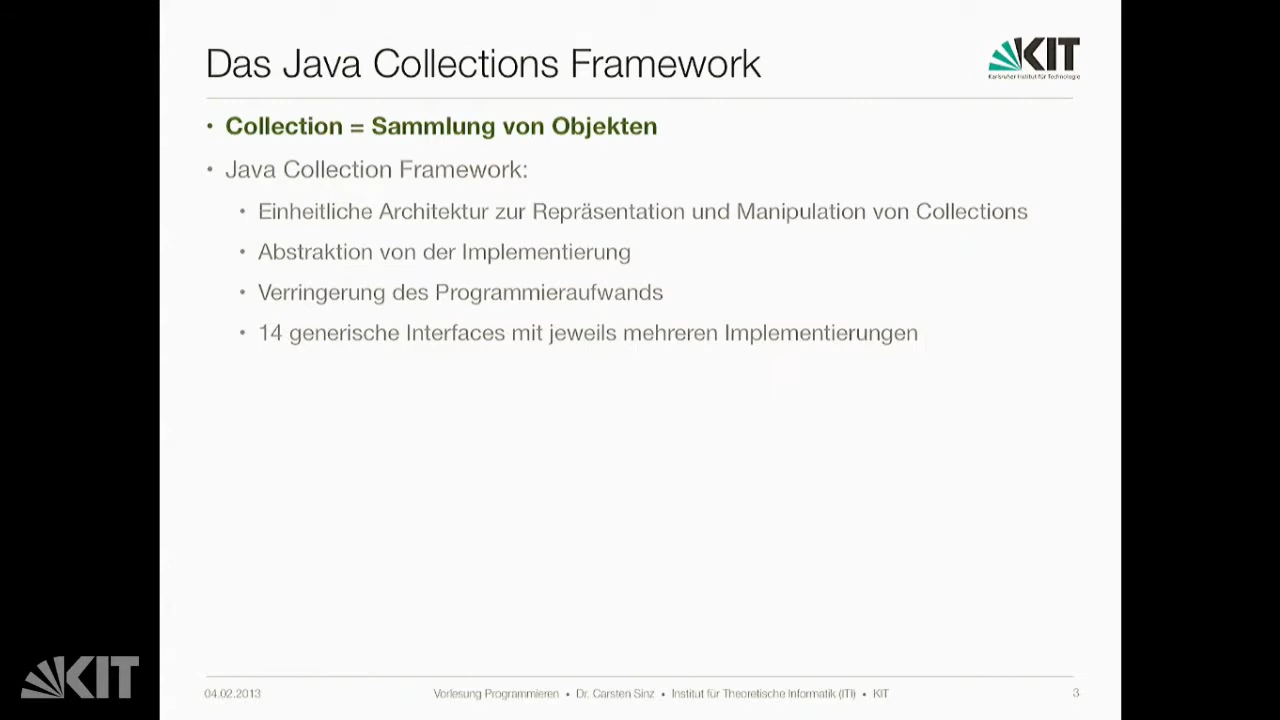 Das Java Collections Framework
KIT
Karlsruher Institut für Technologie
• Collection = Sammlung von Objekten
• Java Collection Framework:
• Einheitliche Architektur zur Repräsentation und Manipulation von Collections
• Abstraktion von der Implementierung
• Verringerung des Programmieraufwands
• 14 generische Interfaces mit jeweils mehreren Implementierungen
KIT
04.02.2013
Vorlesung Programmieren • Dr. Carsten Sinz • Institut für Theoretische Informatik (ITI) • KIT
3